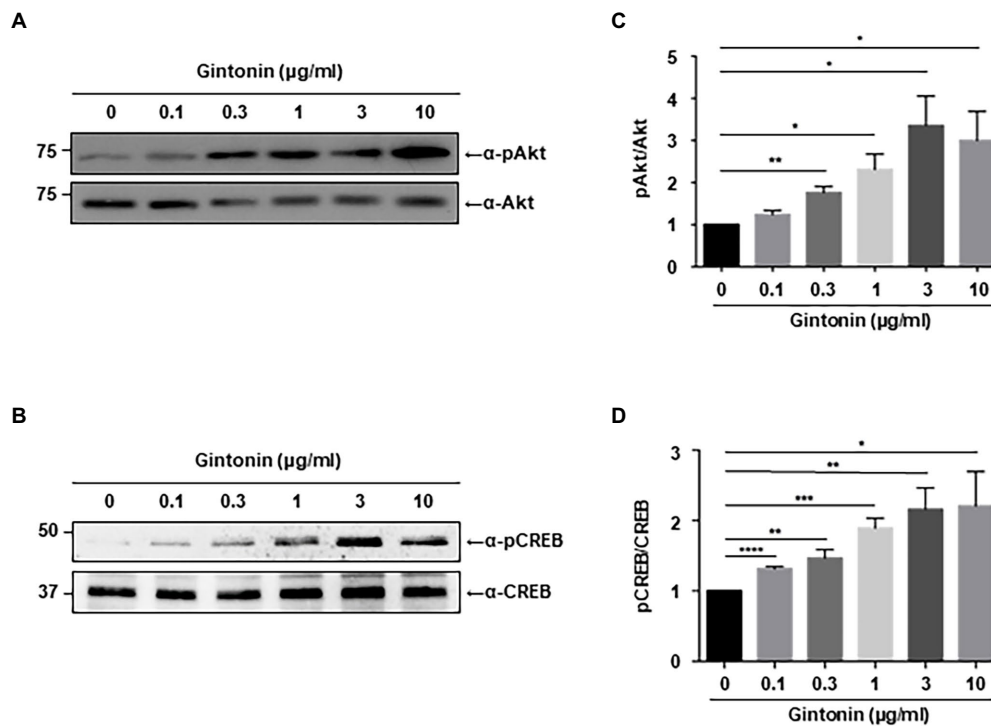 A
Gintonin (µg/ml)
0 0.1 0.3 1 3 10
75
←α-pAkt
75
←α-Akt
C
pAkt/Akt
5
4
3
2
1
0
*
*
*
**
0 0.1 0.3 1 3 10
Gintonin (µg/ml)
B
Gintonin (µg/ml)
0 0.1 0.3 1 3 10
50
←α-pCREB
37
←α-CREB
D
pCREB/CREB
3
2
1
0
*
**
***
**
****
0 0.1 0.3 1 3 10
Gintonin (µg/ml)